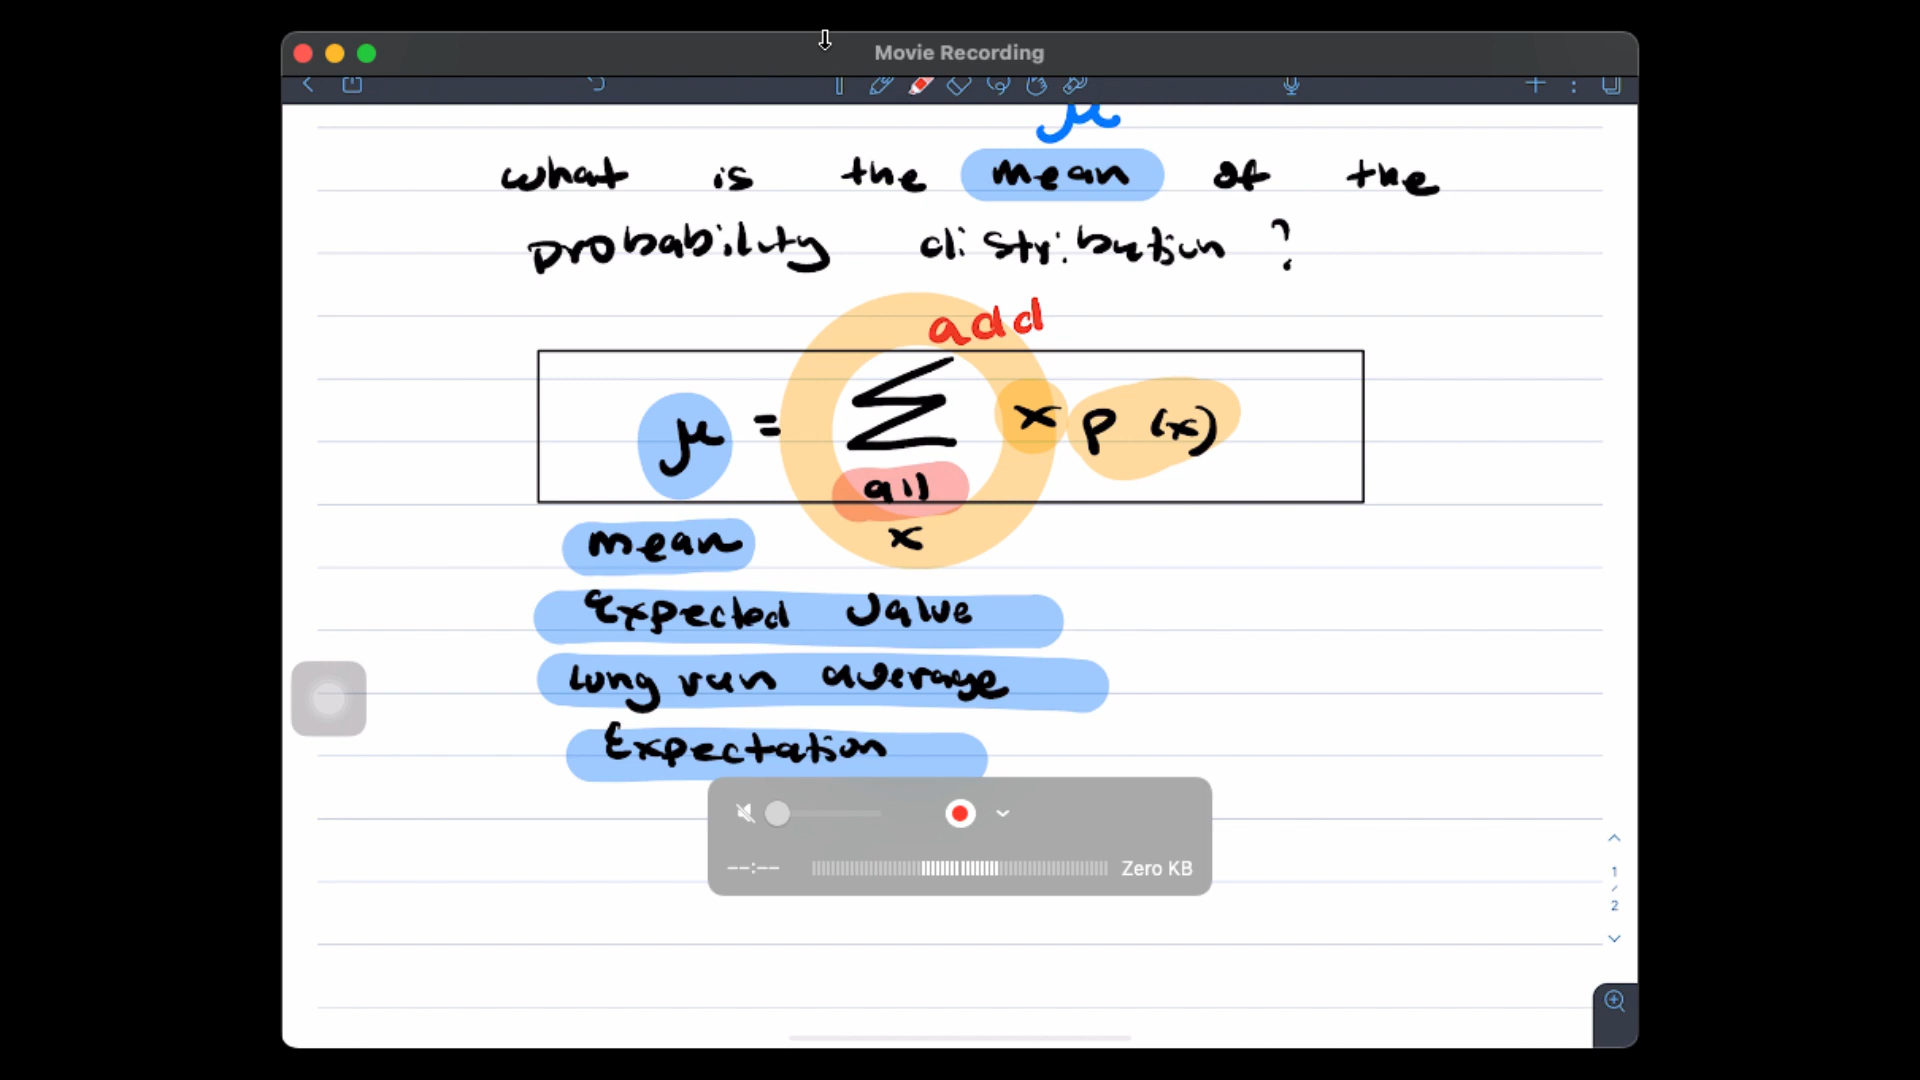 Movie Recording
μ
what is the mean of the
probability distribution ?
add
μ = Σ x p (x)
all
x
mean
Expected Value
Long run average
Expectation
--:-- Zero KB
1
/
2